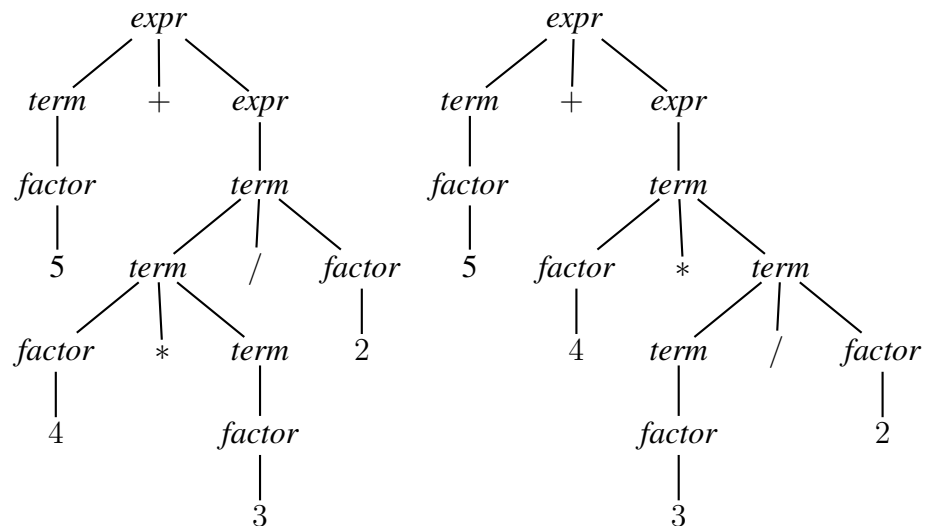 expr expr
term + expr term + expr
factor term factor term
5 term / factor 5 factor * term
factor * term 2 4 term / factor
4 factor factor 2
3 3